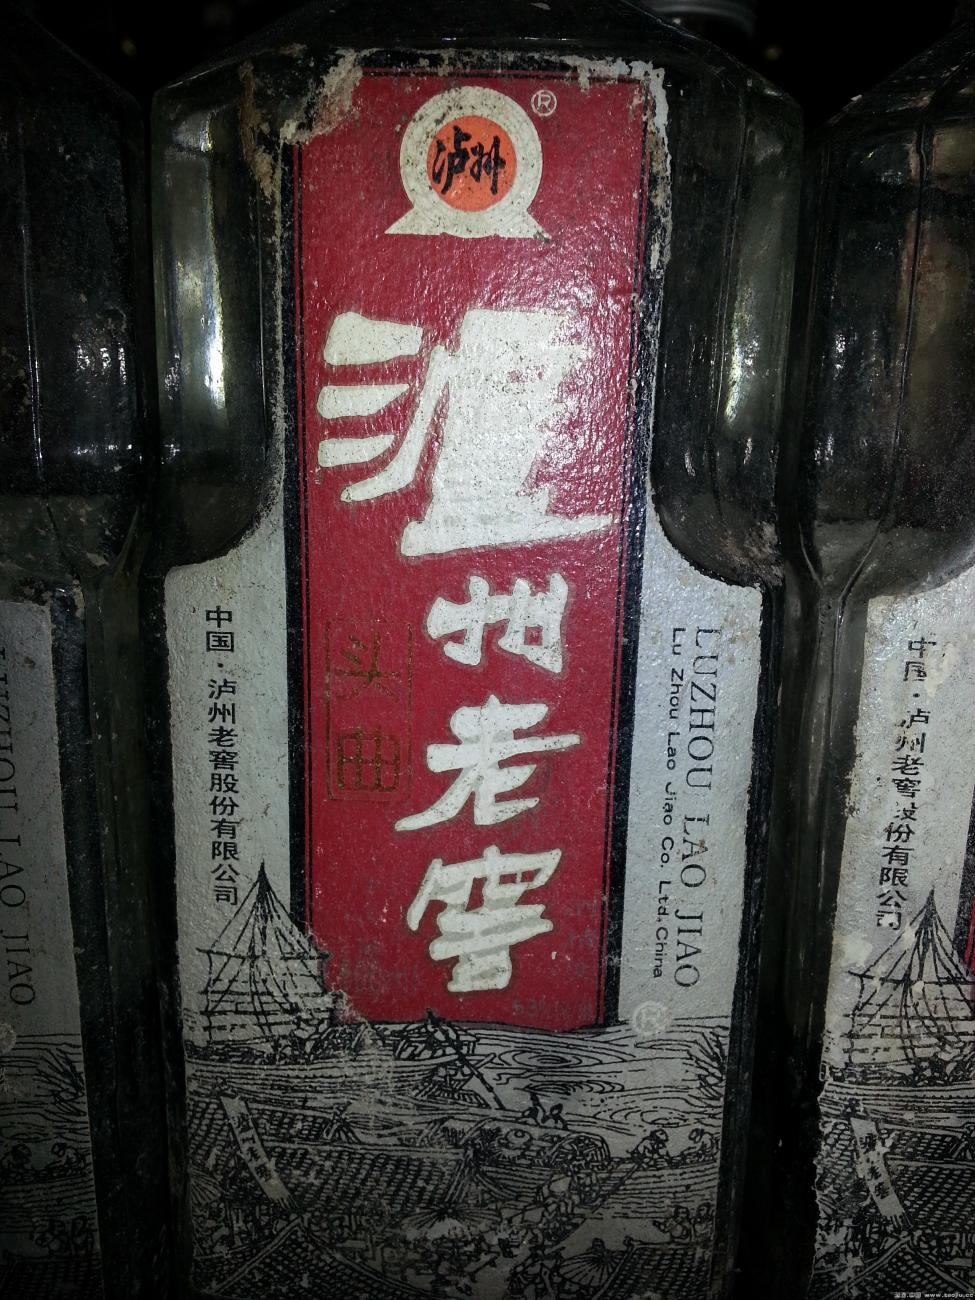 泸州
®
泸州老窖
头曲
中国·泸州老窖股份有限公司
LUZHOU LAO JIAO
Lu Zhou Lao Jiao Co. Ltd.China
®
LUZHOU LAO JIAO
中国·泸州老窖股份有限公司